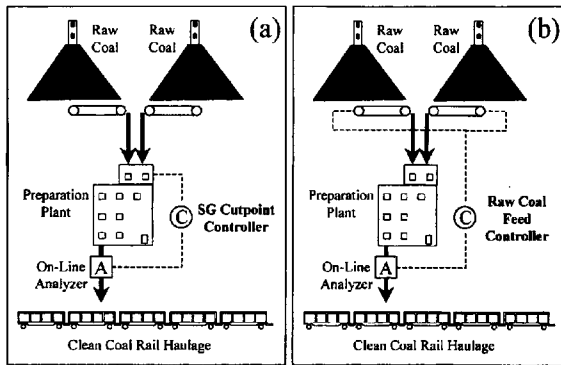 Raw
Coal
Raw
Coal
(a)
Preparation
Plant
C
SG Cutpoint
Controller
On-Line
Analyzer
A
Clean Coal Rail Haulage
Raw
Coal
Raw
Coal
(b)
Preparation
Plant
C
Raw Coal
Feed
Controller
On-Line
Analyzer
A
Clean Coal Rail Haulage